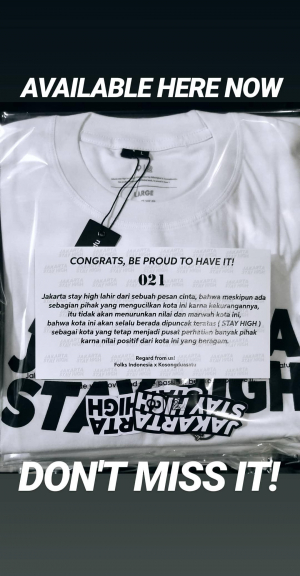 AVAILABLE HERE NOW
LARGE
CONGRATS, BE PROUD TO HAVE IT!
021
Jakarta stay high lahir dari sebuah pesan cinta, bahwa meskipun ada
sebagian pihak yang mengucilkan kota ini karna kekurangannya,
itu tidak akan menurunkan nilai dan marwah kota ini,
bahwa kota ini akan selalu berada dipuncak teratas ( STAY HIGH )
sebagai kota yang tetap menjadi pusat perhatian banyak pihak
karna nilai positif dari kota ini yang beragam.
Regard from us!
Folks Indonesia x
STAY HIGH
JAKARTA
STAY HIGH
DON'T MISS IT!